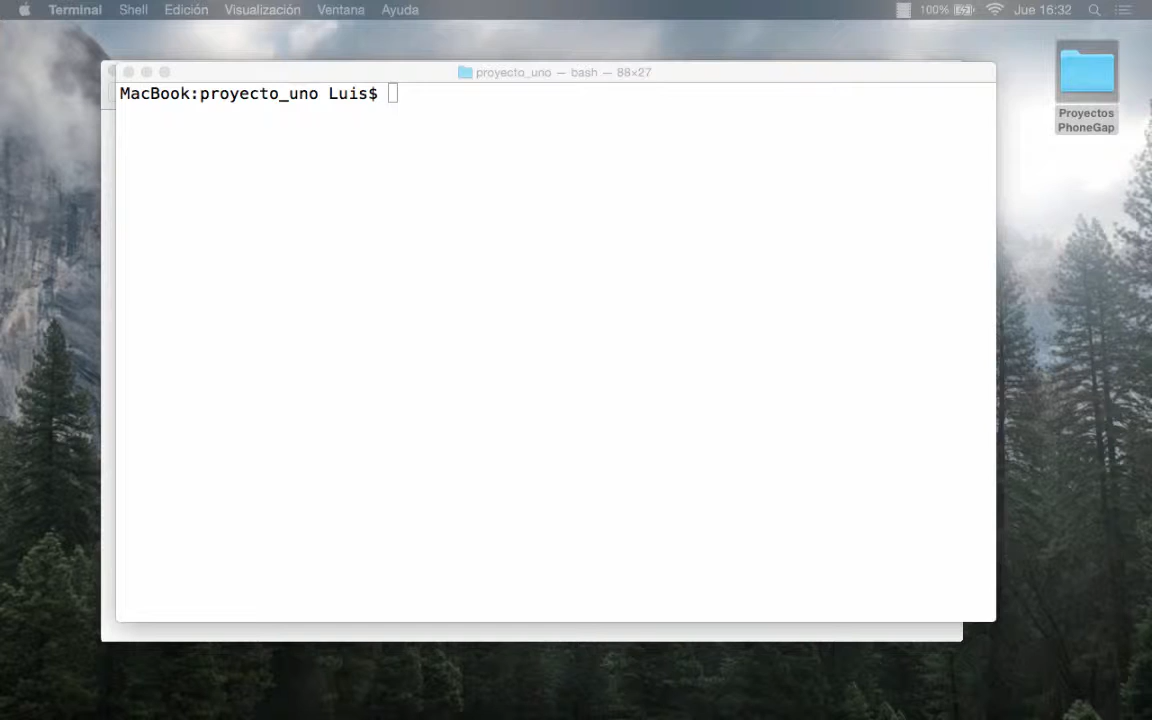 Terminal Shell Edición Visualización Ventana Ayuda 100% Jue 16:32
proyecto_uno — bash — 88×27
MacBook:proyecto_uno Luis$
Proyectos
PhoneGap